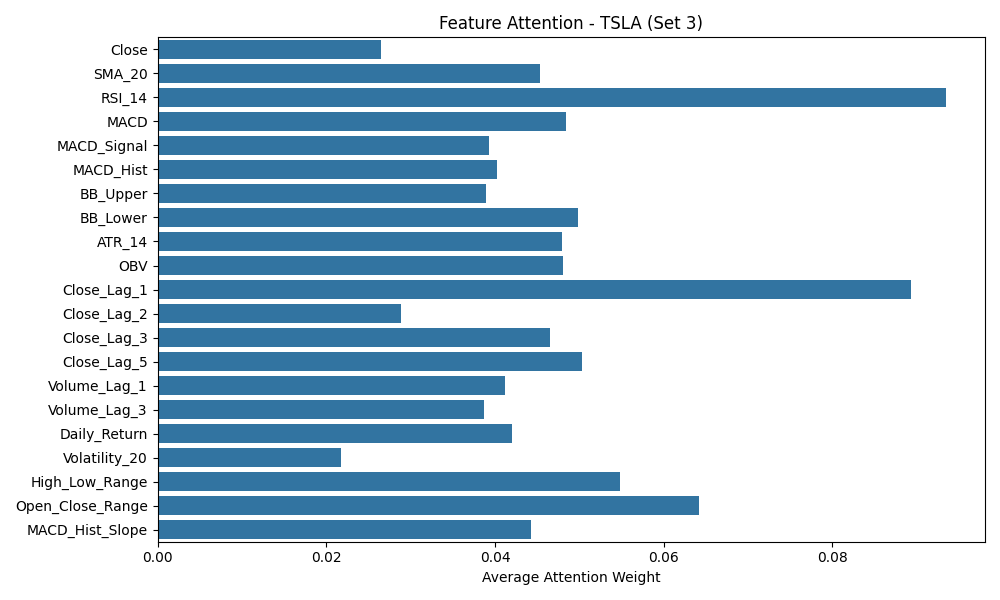 Feature Attention - TSLA (Set 3)
Close
SMA_20
RSI_14
MACD
MACD_Signal
MACD_Hist
BB_Upper
BB_Lower
ATR_14
OBV
Close_Lag_1
Close_Lag_2
Close_Lag_3
Close_Lag_5
Volume_Lag_1
Volume_Lag_3
Daily_Return
Volatility_20
High_Low_Range
Open_Close_Range
MACD_Hist_Slope
0.00 0.02 0.04 0.06 0.08
Average Attention Weight